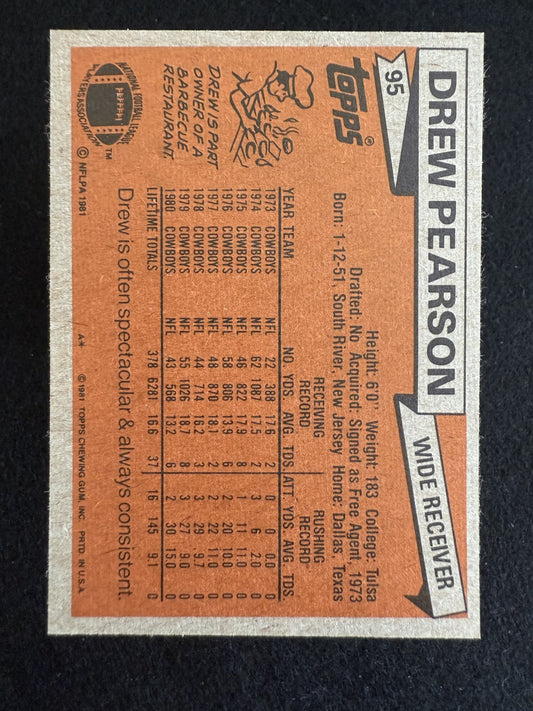 95
DREW PEARSON
WIDE RECEIVER
TOPPS®
Height: 6'0" Weight: 183 College: Tulsa
Drafted: No Acquired: Signed as Free Agent, 1973
Born: 1-12-51, South River, New Jersey Home: Dallas, Texas
DREW IS PART
OWNER OF A
BARBECUE
RESTAURANT.
RECEIVING RECORD RUSHING RECORD
YEAR TEAM NO. YDS. AVG. TDS. ATT. YDS. AVG. TDS.
1973 COWBOYS NFL 22 388 17.6 2 0 0 0.0 0
1974 COWBOYS NFL 62 1087 17.5 2 3 6 2.0 0
1975 COWBOYS NFL 46 822 17.9 8 1 11 11.0 0
1976 COWBOYS NFL 58 806 13.9 6 2 20 10.0 0
1977 COWBOYS NFL 48 870 18.1 2 2 22 11.0 0
1978 COWBOYS NFL 44 714 16.2 3 3 29 9.7 0
1979 COWBOYS NFL 55 1026 18.7 8 3 27 9.0 0
1980 COWBOYS NFL 43 568 13.2 6 2 30 15.0 0
LIFETIME TOTALS 378 6281 16.6 37 16 145 9.1 0
Drew is often spectacular & always consistent.
NATIONAL FOOTBALL LEAGUE
PLAYERS ASSOCIATION
TM
© NFLPA 1981
A* © 1981 TOPPS CHEWING GUM, INC. PRTD. IN U.S.A.